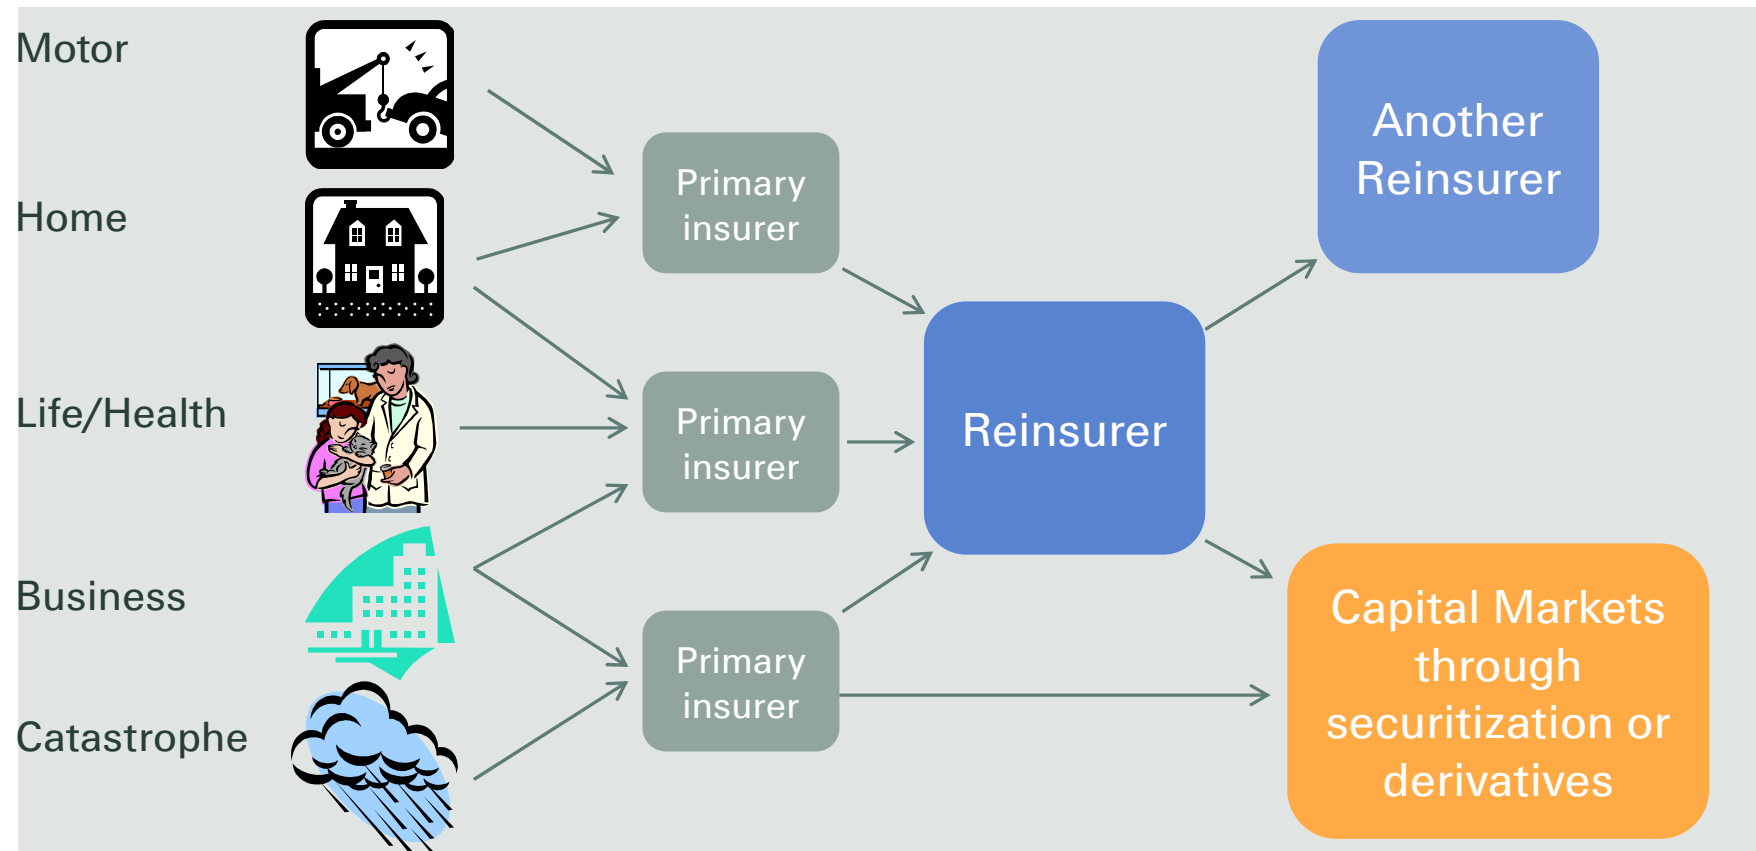 Motor
Home
Life/Health
Business
Catastrophe
Primary
insurer
Primary
insurer
Primary
insurer
Reinsurer
Another
Reinsurer
Capital Markets
through
securitization or
derivatives